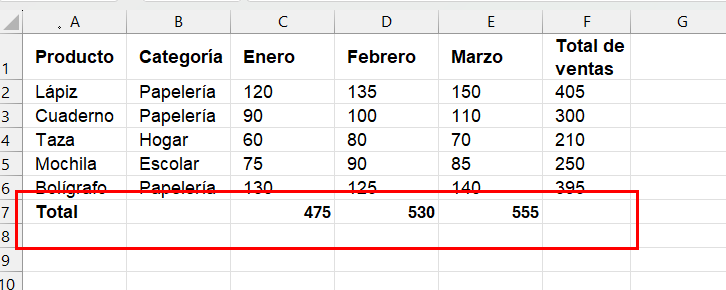 A B C D E F G
1 Producto Categoría Enero Febrero Marzo Total de
ventas
2 Lápiz Papelería 120 135 150 405
3 Cuaderno Papelería 90 100 110 300
4 Taza Hogar 60 80 70 210
5 Mochila Escolar 75 90 85 250
6 Bolígrafo Papelería 130 125 140 395
7 Total 475 530 555
8
9
10